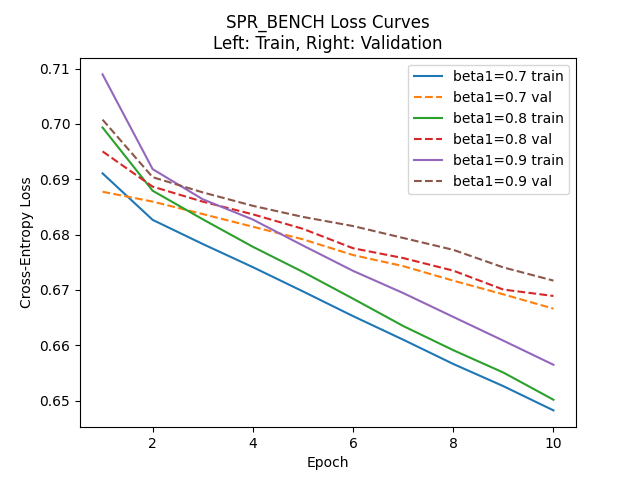 SPR_BENCH Loss Curves
Left: Train, Right: Validation
0.71
0.70
0.69
0.68
0.67
0.66
0.65
Cross-Entropy Loss
beta1=0.7 train
beta1=0.7 val
beta1=0.8 train
beta1=0.8 val
beta1=0.9 train
beta1=0.9 val
2
4
6
8
10
Epoch